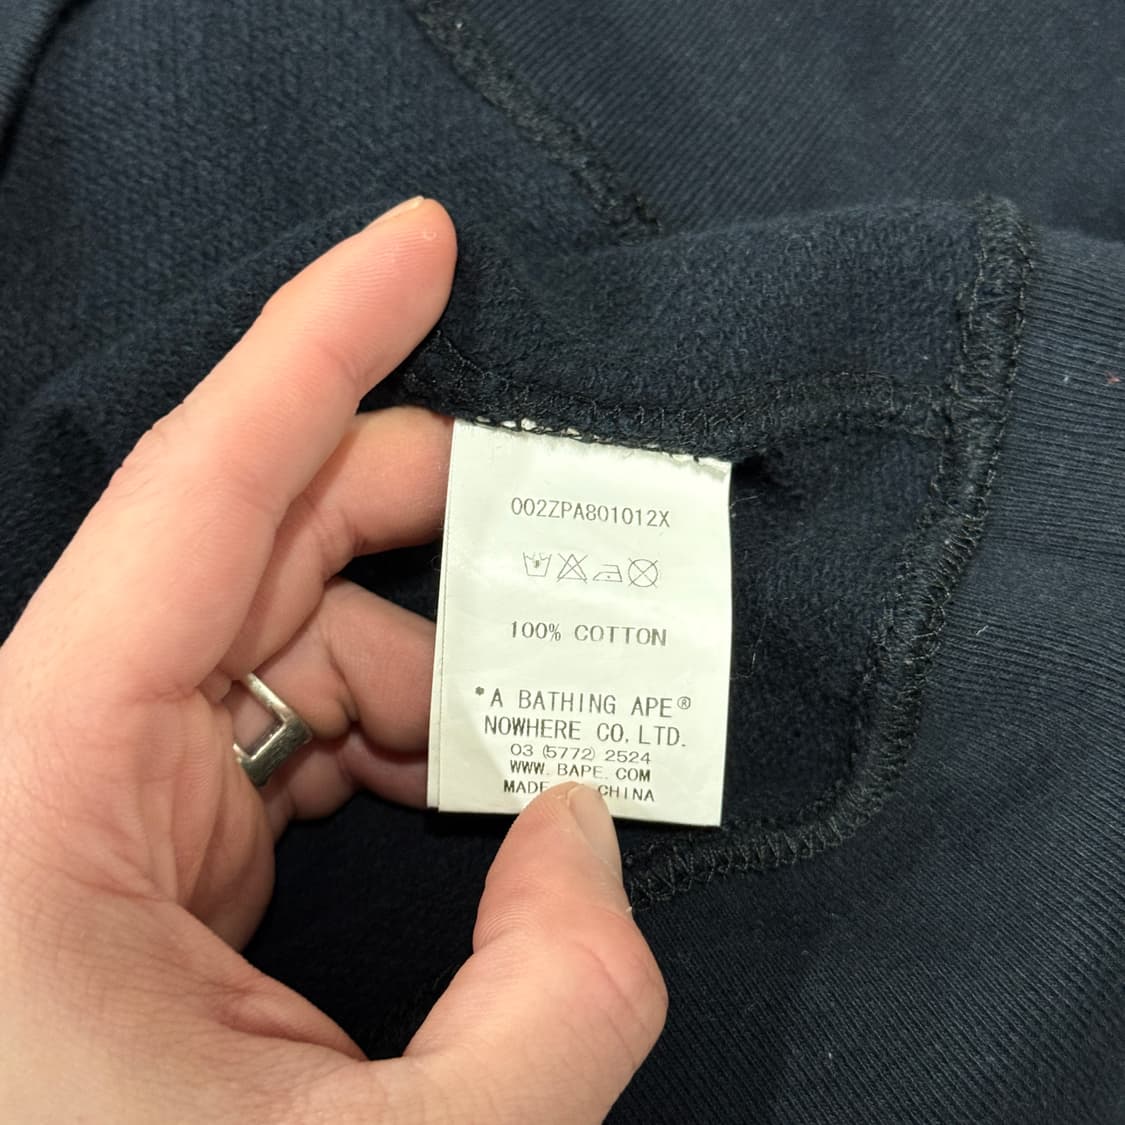 002ZPA801012X
100% COTTON
*A BATHING APE®
NOWHERE CO.LTD.
03 (5772) 2524
WWW. BAPE. COM
MADE CHINA